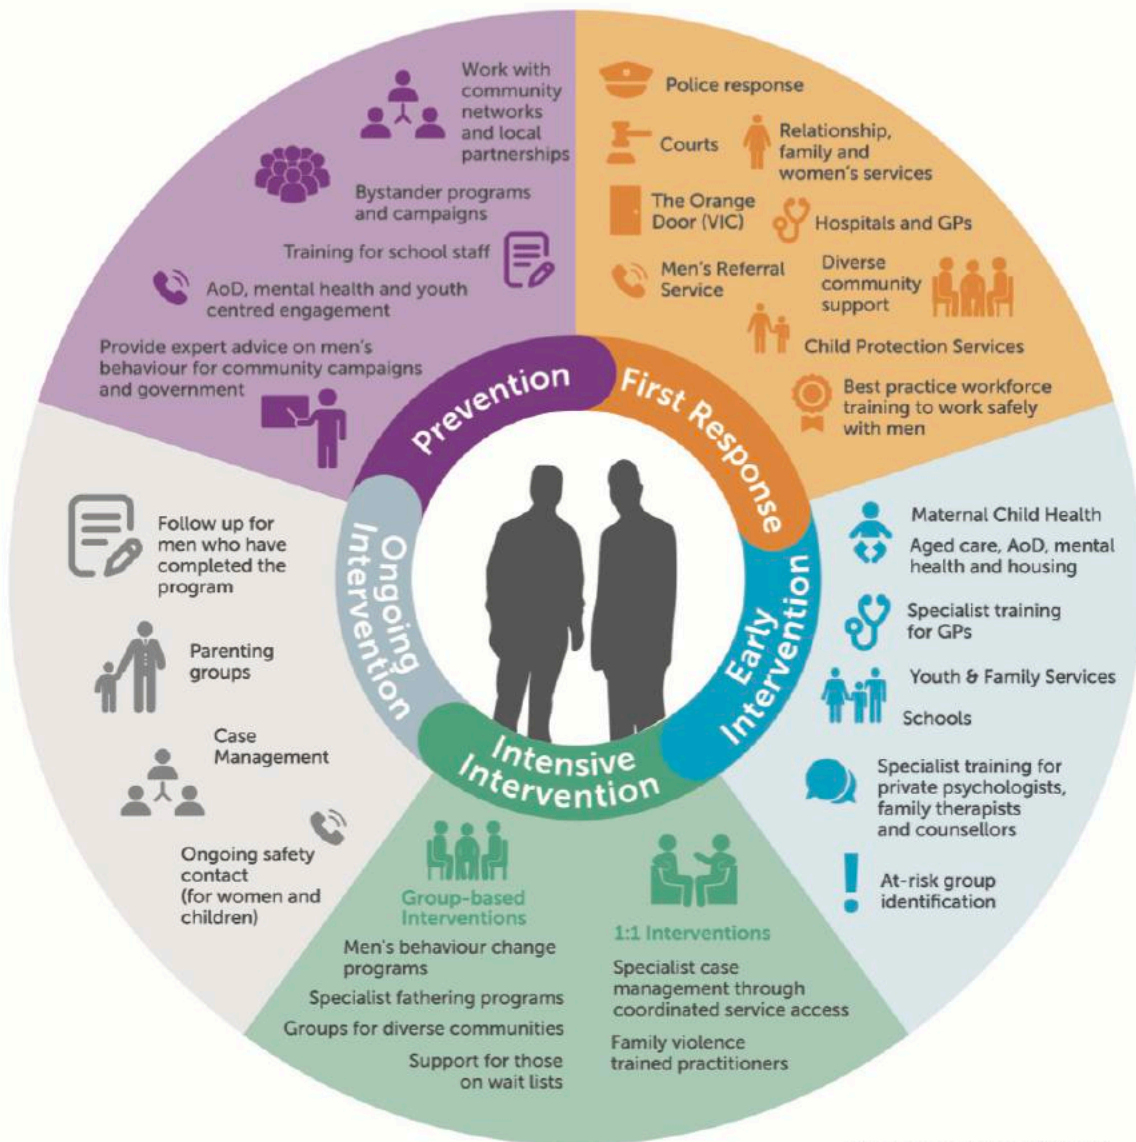 Work with
community
networks
and local
partnerships
Bystander programs
and campaigns
Training for school staff
AoD, mental health and youth
centred engagement
Provide expert advice on men's
behaviour for community campaigns
and government
Prevention
Police response
Courts
Relationship,
family and
women's services
The Orange
Door (VIC)
Hospitals and GPs
Men's Referral
Service
Diverse
community
support
Child Protection Services
Best practice workforce
training to work safely
with men
First Response
Maternal Child Health
Aged care, AoD, mental
health and housing
Specialist training
for GPs
Youth & Family Services
Schools
Specialist training for
private psychologists,
family therapists
and counsellors
At-risk group
identification
Early
Intervention
Intensive
Intervention
Group-based
Interventions
Men's behaviour change
programs
Specialist fathering programs
Groups for diverse communities
Support for those
on wait lists
1:1 Interventions
Specialist case
management through
coordinated service access
Family violence
trained practitioners
Ongoing
Intervention
Follow up for
men who have
completed the
program
Parenting
groups
Case
Management
Ongoing safety
contact
(for women and
children)